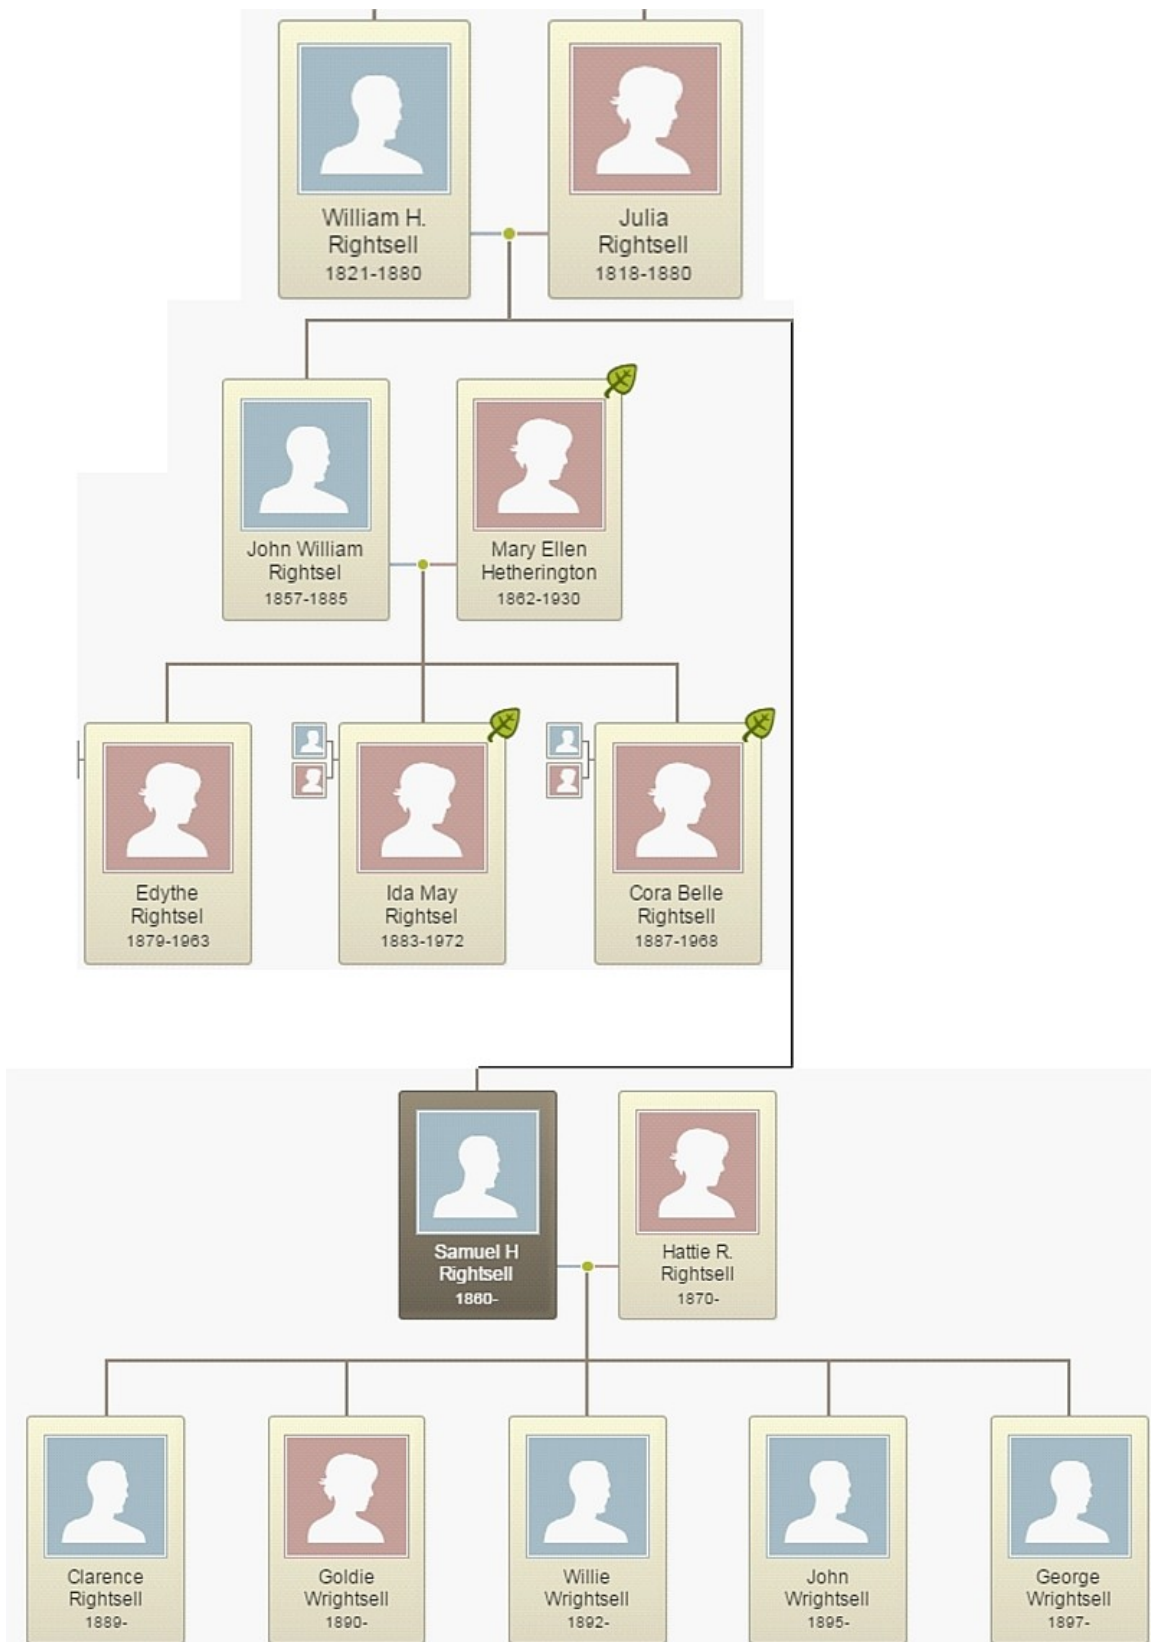 William H.
Rightsell
1821-1880
Julia
Rightsell
1818-1880
John William
Rightsel
1857-1885
Mary Ellen
Hetherington
1862-1930
Edythe
Rightsel
1879-1963
Ida May
Rightsel
1883-1972
Cora Belle
Rightsell
1887-1968
Samuel H
Rightsell
1860-
Hattie R.
Rightsell
1870-
Clarence
Rightsell
1889-
Goldie
Wrightsell
1890-
Willie
Wrightsell
1892-
John
Wrightsell
1895-
George
Wrightsell
1897-